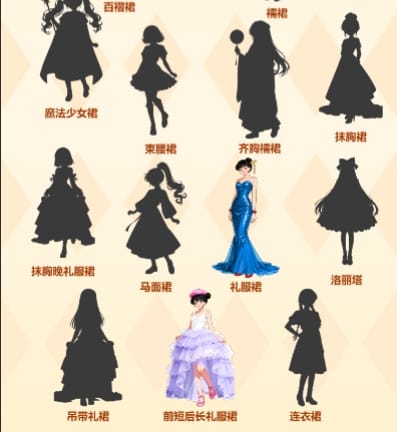 百褶裙
襦裙
魔法少女裙
束腰裙
齐胸襦裙
抹胸裙
抹胸晚礼服裙
马面裙
礼服裙
洛丽塔
吊带礼裙
前短后长礼服裙
连衣裙